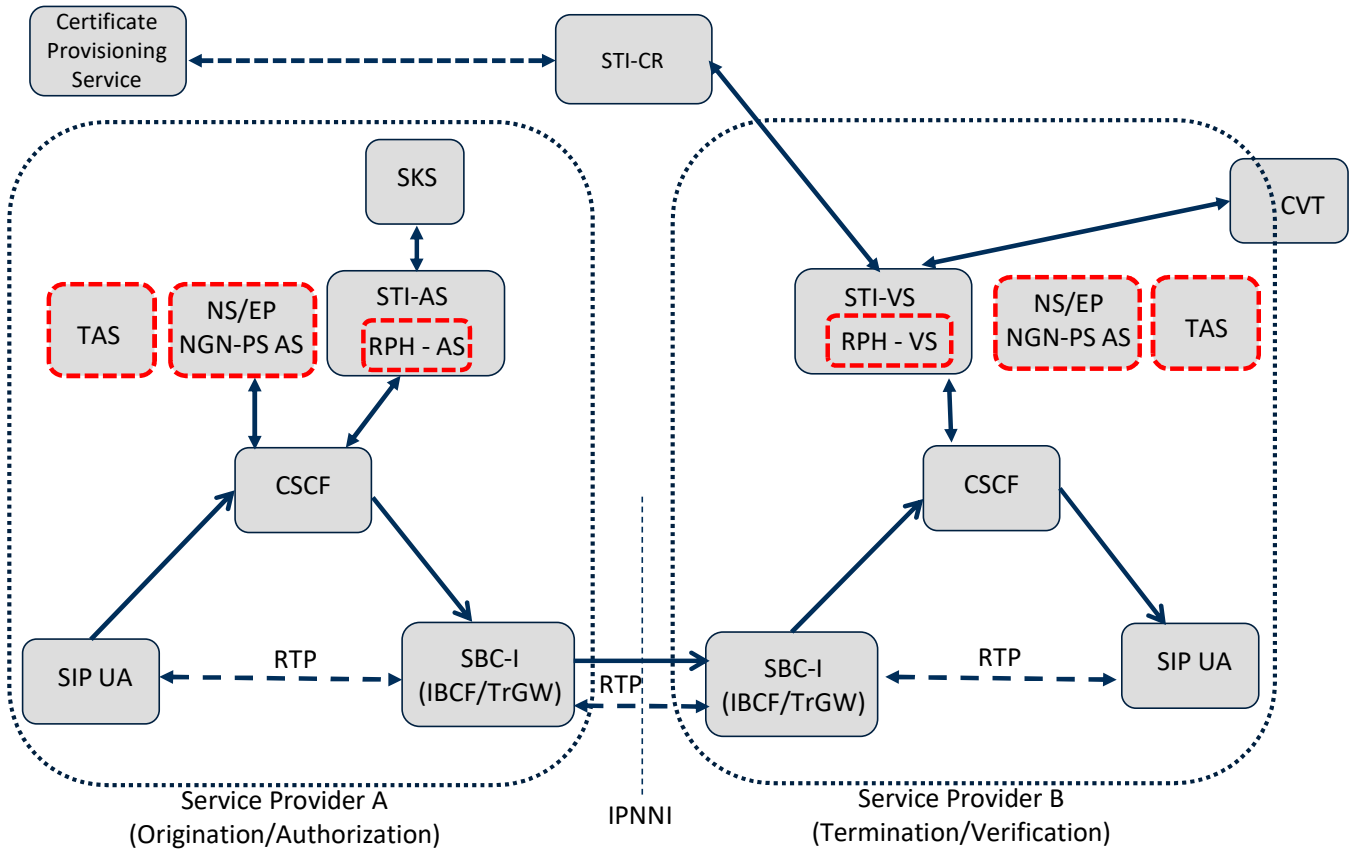 Certificate
Provisioning
Service
STI-CR
SKS
CVT
STI-AS
RPH - AS
NS/EP
NGN-PS AS
TAS
STI-VS
RPH - VS
NS/EP
NGN-PS AS
TAS
CSCF
CSCF
SIP UA
RTP
SBC-I
(IBCF/TrGW)
RTP
SBC-I
(IBCF/TrGW)
RTP
SIP UA
Service Provider A
(Origination/Authorization)
IPNNI
Service Provider B
(Termination/Verification)